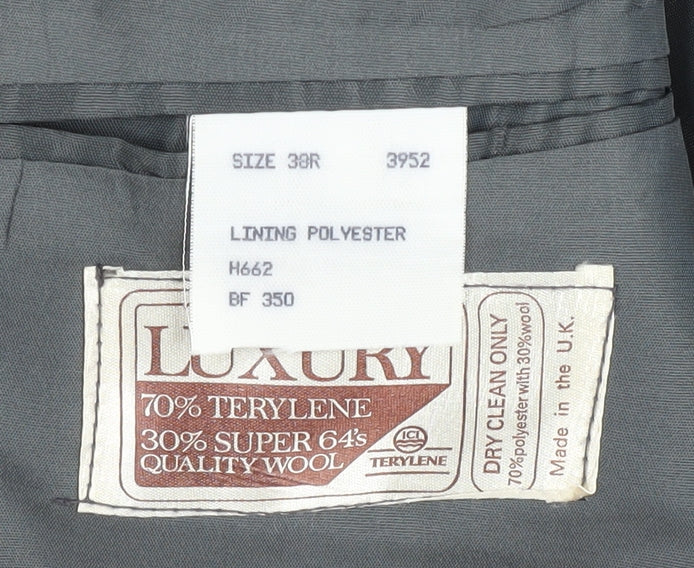 SIZE 38R 3952
LINING POLYESTER
H662
BF 350
LUXURY
70% TERYLENE
30% SUPER 64's
QUALITY WOOL
ICI
TERYLENE
DRY CLEAN ONLY
70% polyester with 30% wool
Made in the U.K.